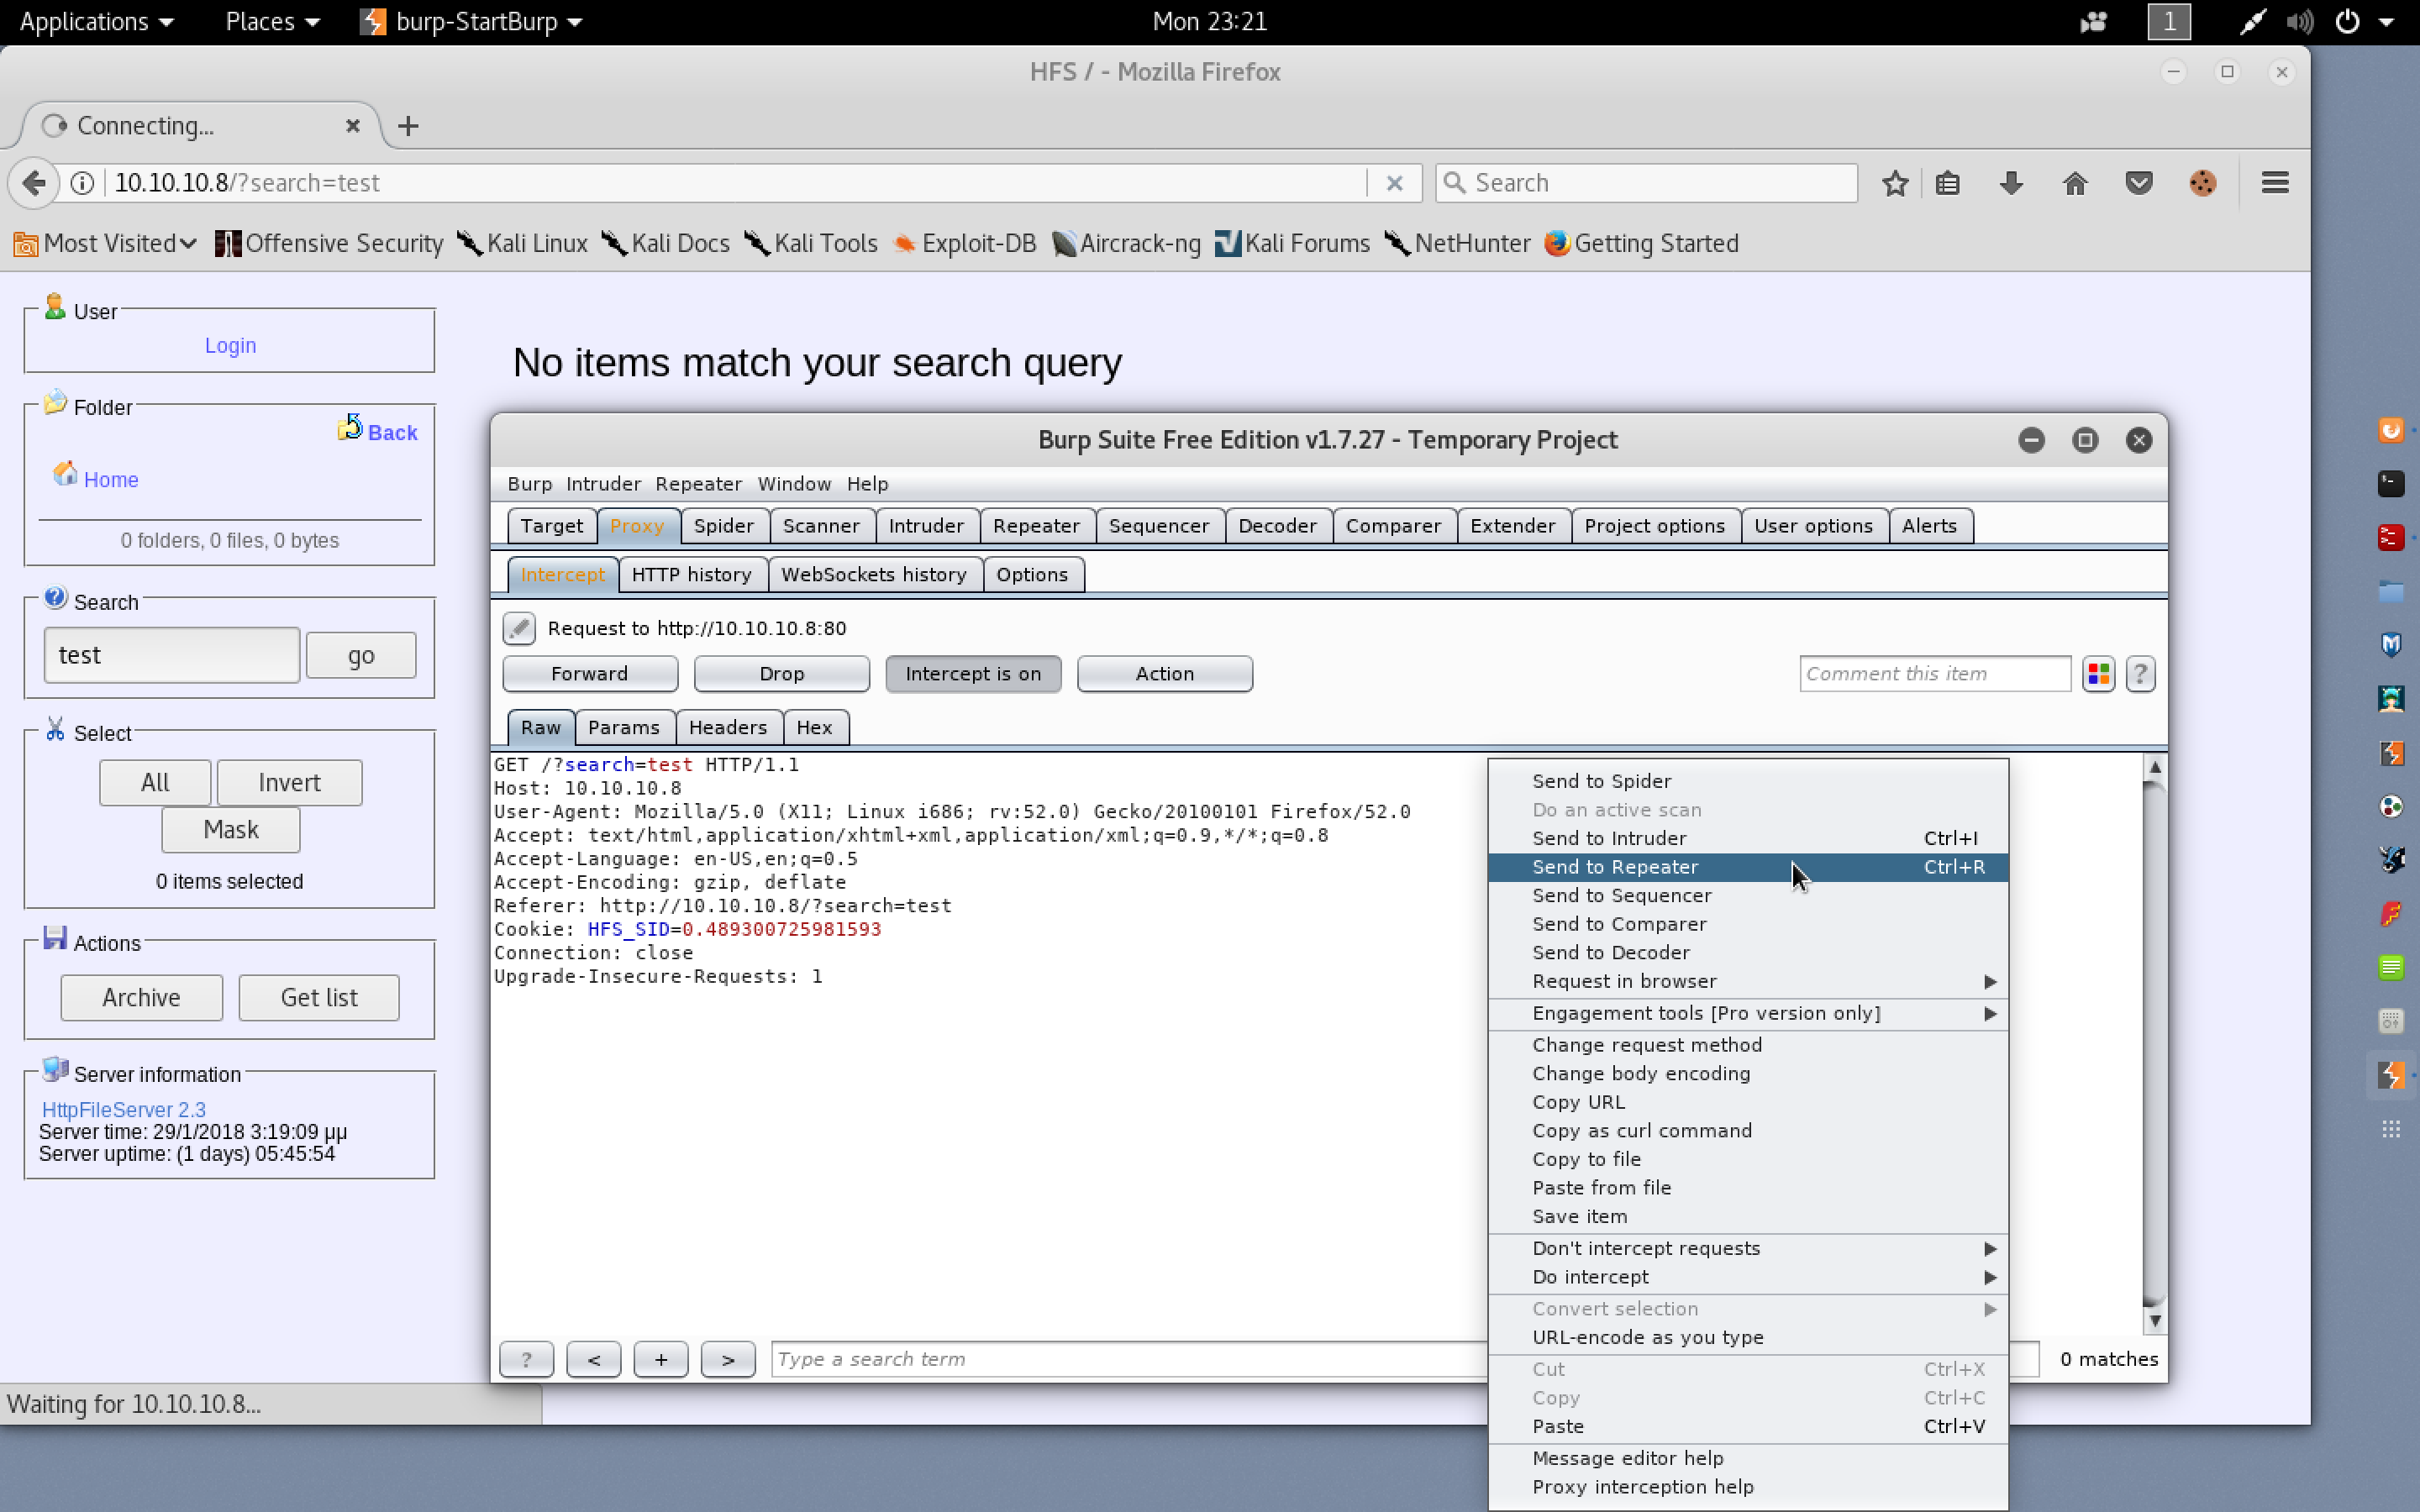 Applications Places burp-StartBurp Mon 23:21 1
HFS / - Mozilla Firefox
Connecting...
10.10.10.8/?search=test Search
Most Visited Offensive Security Kali Linux Kali Docs Kali Tools Exploit-DB Aircrack-ng Kali Forums NetHunter Getting Started
User
Login
Folder
Back
Home
0 folders, 0 files, 0 bytes
Search
test go
Select
All Invert
Mask
0 items selected
Actions
Archive Get list
Server information
HttpFileServer 2.3
Server time: 29/1/2018 3:19:09 μμ
Server uptime: (1 days) 05:45:54
Waiting for 10.10.10.8...
No items match your search query
Burp Suite Free Edition v1.7.27 - Temporary Project
Burp Intruder Repeater Window Help
Target Proxy Spider Scanner Intruder Repeater Sequencer Decoder Comparer Extender Project options User options Alerts
Intercept HTTP history WebSockets history Options
Request to http://10.10.10.8:80
Forward Drop Intercept is on Action Comment this item ?
Raw Params Headers Hex
GET /?search=test HTTP/1.1
Host: 10.10.10.8
User-Agent: Mozilla/5.0 (X11; Linux i686; rv:52.0) Gecko/20100101 Firefox/52.0
Accept: text/html,application/xhtml+xml,application/xml;q=0.9,*/*;q=0.8
Accept-Language: en-US,en;q=0.5
Accept-Encoding: gzip, deflate
Referer: http://10.10.10.8/?search=test
Cookie: HFS_SID=0.489300725981593
Connection: close
Upgrade-Insecure-Requests: 1
? < + > Type a search term 0 matches
Send to Spider
Do an active scan
Send to Intruder Ctrl+I
Send to Repeater Ctrl+R
Send to Sequencer
Send to Comparer
Send to Decoder
Request in browser
Engagement tools [Pro version only]
Change request method
Change body encoding
Copy URL
Copy as curl command
Copy to file
Paste from file
Save item
Don't intercept requests
Do intercept
Convert selection
URL-encode as you type
Cut Ctrl+X
Copy Ctrl+C
Paste Ctrl+V
Message editor help
Proxy interception help